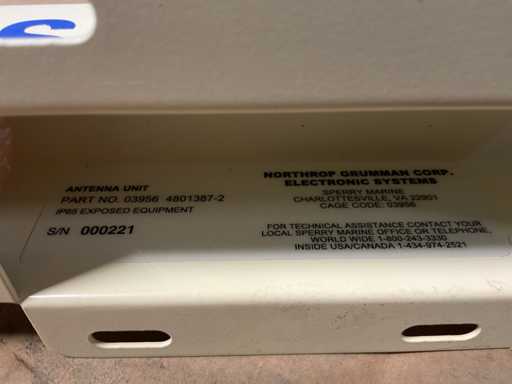 ANTENNA UNIT
PART NO. 03956 4801387-2
IP65 EXPOSED EQUIPMENT
S/N 000221
NORTHROP GRUMMAN CORP.
ELECTRONIC SYSTEMS
SPERRY MARINE
CHARLOTTESVILLE, VA 22901
CAGE CODE: 03956
FOR TECHNICAL ASSISTANCE CONTACT YOUR
LOCAL SPERRY MARINE OFFICE OR TELEPHONE,
WORLD WIDE 1-800-243-3330
INSIDE USA/CANADA 1-434-974-2521